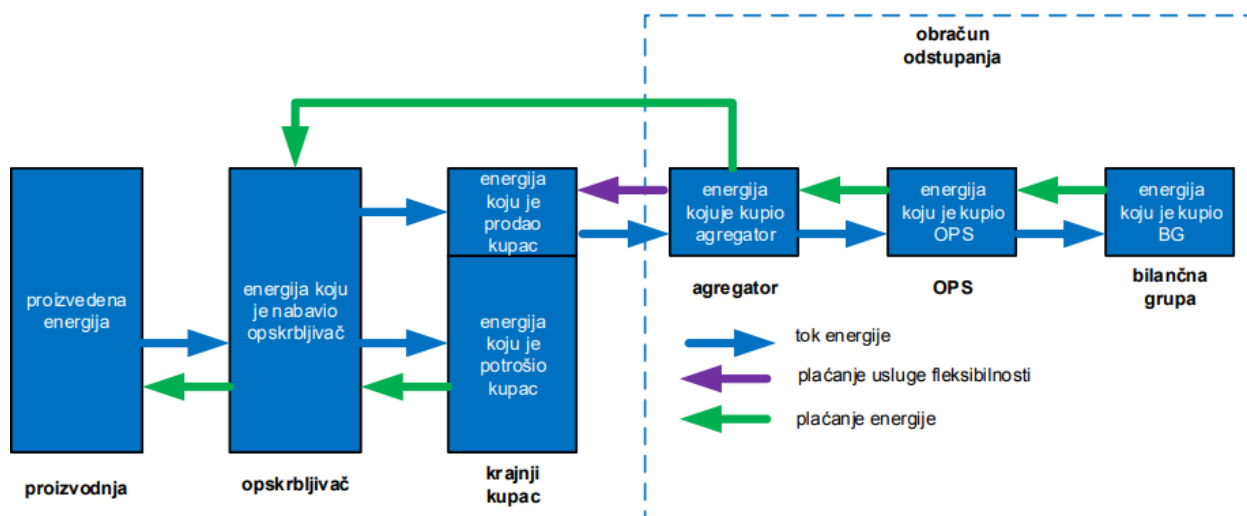 obračun
odstupanja
proizvedena
energija
energija koju
je nabavio
opskrbljivač
energija
koju je
prodao
kupac
energija
koju je
potrošio
kupac
energija
kojuje kupio
agregator
energija
koju je kupio
OPS
energija
koju je kupio
BG
proizvodnja
opskrbljivač
krajnji
kupac
agregator
OPS
bilančna
grupa
tok energije
plaćanje usluge fleksibilnosti
plaćanje energije